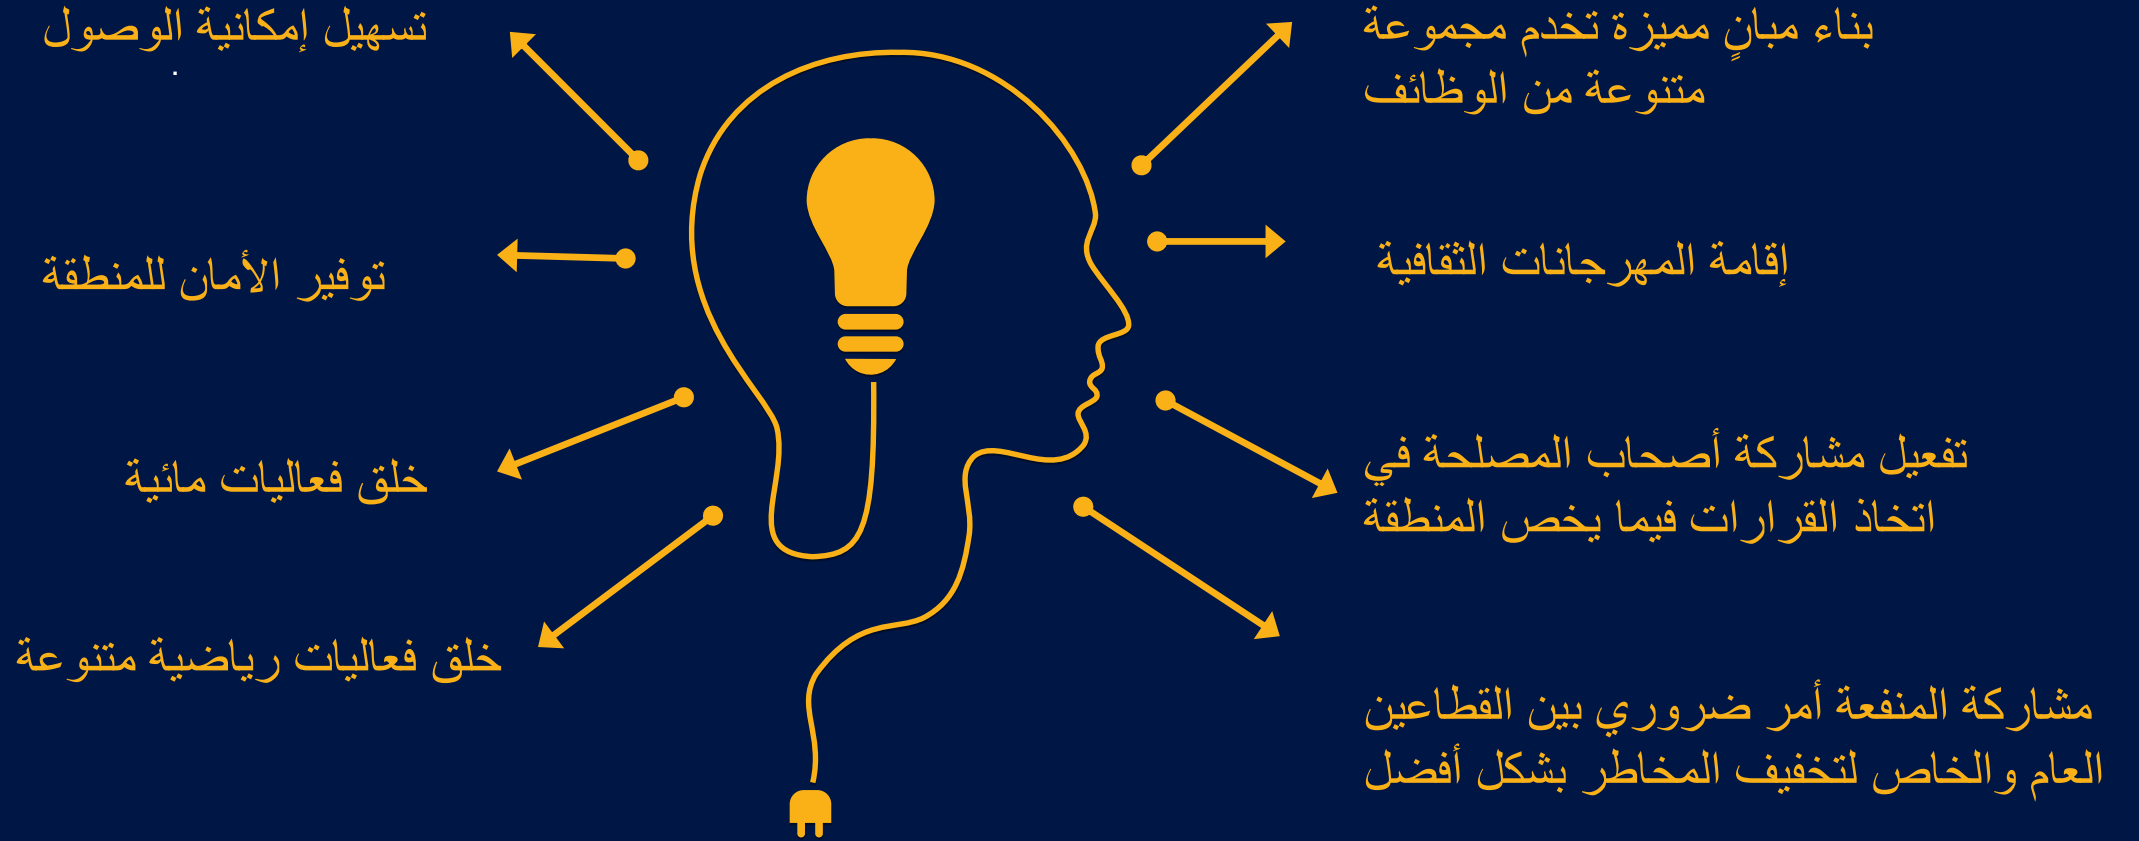 بناء مبانٍ مميزة تخدم مجموعة
متنوعة من الوظائف
إقامة المهرجانات الثقافية
تفعيل مشاركة أصحاب المصلحة في
اتخاذ القرارات فيما يخص المنطقة
مشاركة المنفعة أمر ضروري بين القطاعين
العام والخاص لتخفيف المخاطر بشكل أفضل
تسهيل إمكانية الوصول
.
توفير الأمان للمنطقة
خلق فعاليات مائية
خلق فعاليات رياضية متنوعة